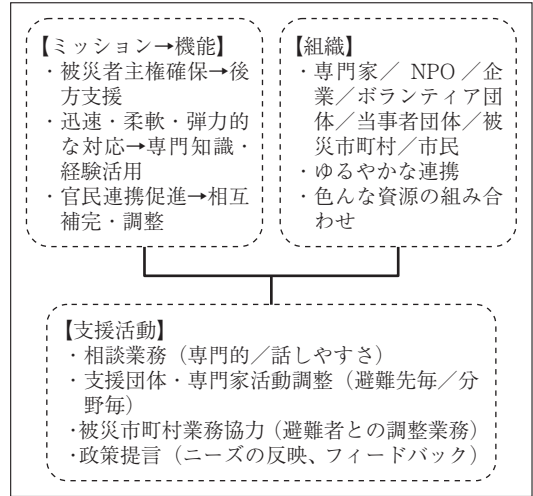 【ミッション→機能】
・被災者主権確保→後
方支援
・迅速・柔軟・弾力的
な対応→専門知識・
経験活用
・官民連携促進→相互
補完・調整
【組織】
・専門家／NPO／企
業／ボランティア団
体／当事者団体／被
災市町村／市民
・ゆるやかな連携
・色んな資源の組み合
わせ
【支援活動】
・相談業務（専門的／話しやすさ）
・支援団体・専門家活動調整（避難先毎／分
野毎）
・被災市町村業務協力（避難者との調整業務）
・政策提言（ニーズの反映、フィードバック）